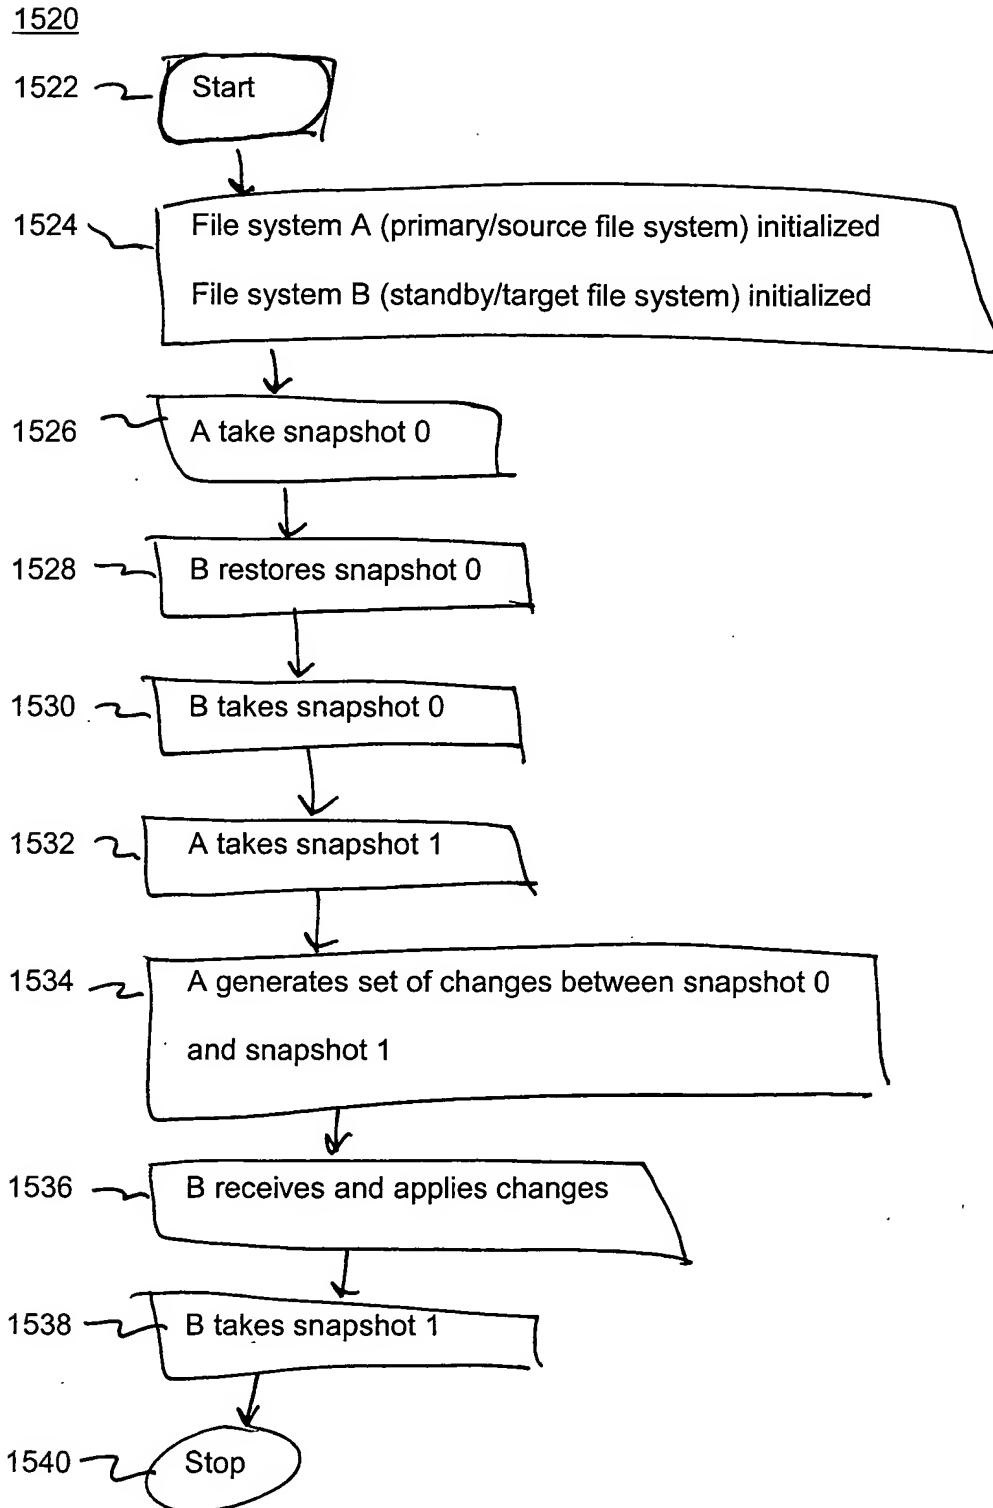 1520
1522 Start
1524 File system A (primary/source file system) initialized
File system B (standby/target file system) initialized
1526 A take snapshot 0
1528 B restores snapshot 0
1530 B takes snapshot 0
1532 A takes snapshot 1
1534 A generates set of changes between snapshot 0
and snapshot 1
1536 B receives and applies changes
1538 B takes snapshot 1
1540 Stop